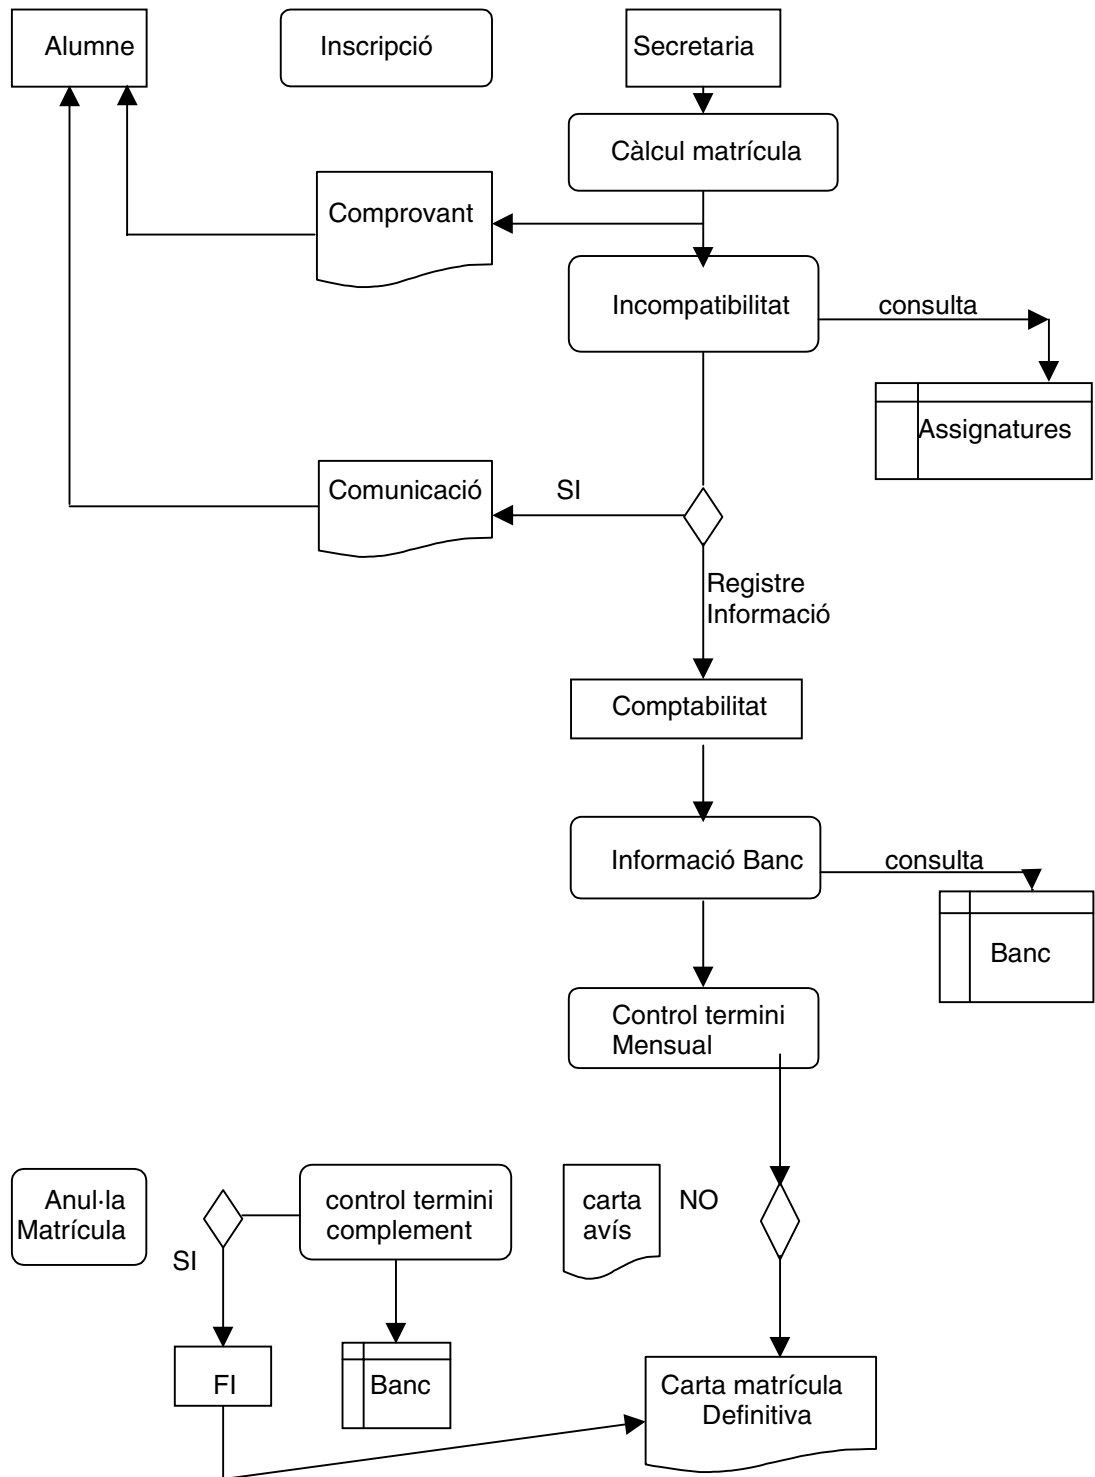 Alumne
Inscripció
Secretaria
Càlcul matrícula
Comprovant
Incompatibilitat
consulta
Assignatures
Comunicació
SI
Registre
Informació
Comptabilitat
Informació Banc
consulta
Banc
Control termini
Mensual
Anul·la
Matrícula
SI
control termini
complement
carta
avís
NO
FI
Banc
Carta matrícula
Definitiva